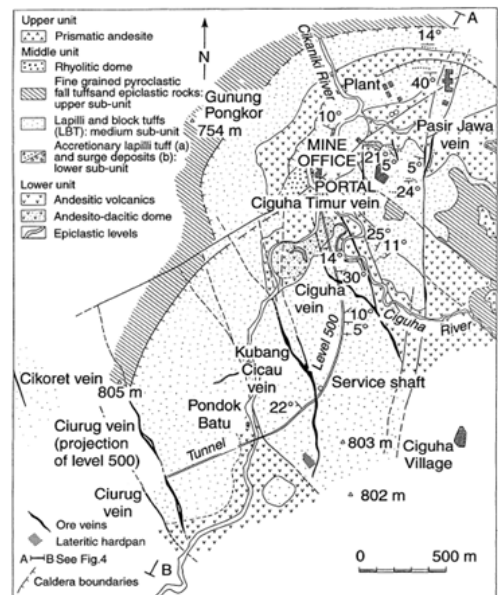 Upper unit
Prismatic andesite
Middle unit
Rhyolitic dome
Fine grained pyroclastic
fall tuffsand epiclastic rocks:
upper sub-unit
Lapilli and block tuffs
(LBT): medium sub-unit
Accretionary lapilli tuff (a)
and surge deposits (b):
lower sub-unit
Lower unit
Andesitic volcanics
Andesito-dacitic dome
Epiclastic levels
N
A
14°
Cikaniki River
Plant
40°
Gunung
Pongkor
754 m
10°
Pasir Jawa
vein
MINE
OFFICE
21°
5°
5°
PORTAL
24°
Ciguha Timur vein
25°
11°
14°
30°
Ciguha
vein
Ciguha
River
10°
5°
Level 500
Kubang
Cicau
vein
Cikoret vein
805 m
Service shaft
Pondok
Batu
22°
Ciurug vein
(projection
of level 500)
Tunnel
803 m
Ciguha
Village
Ciurug
vein
802 m
Ore veins
Lateritic hardpan
A B See Fig.4
Caldera boundaries
B
0 500 m